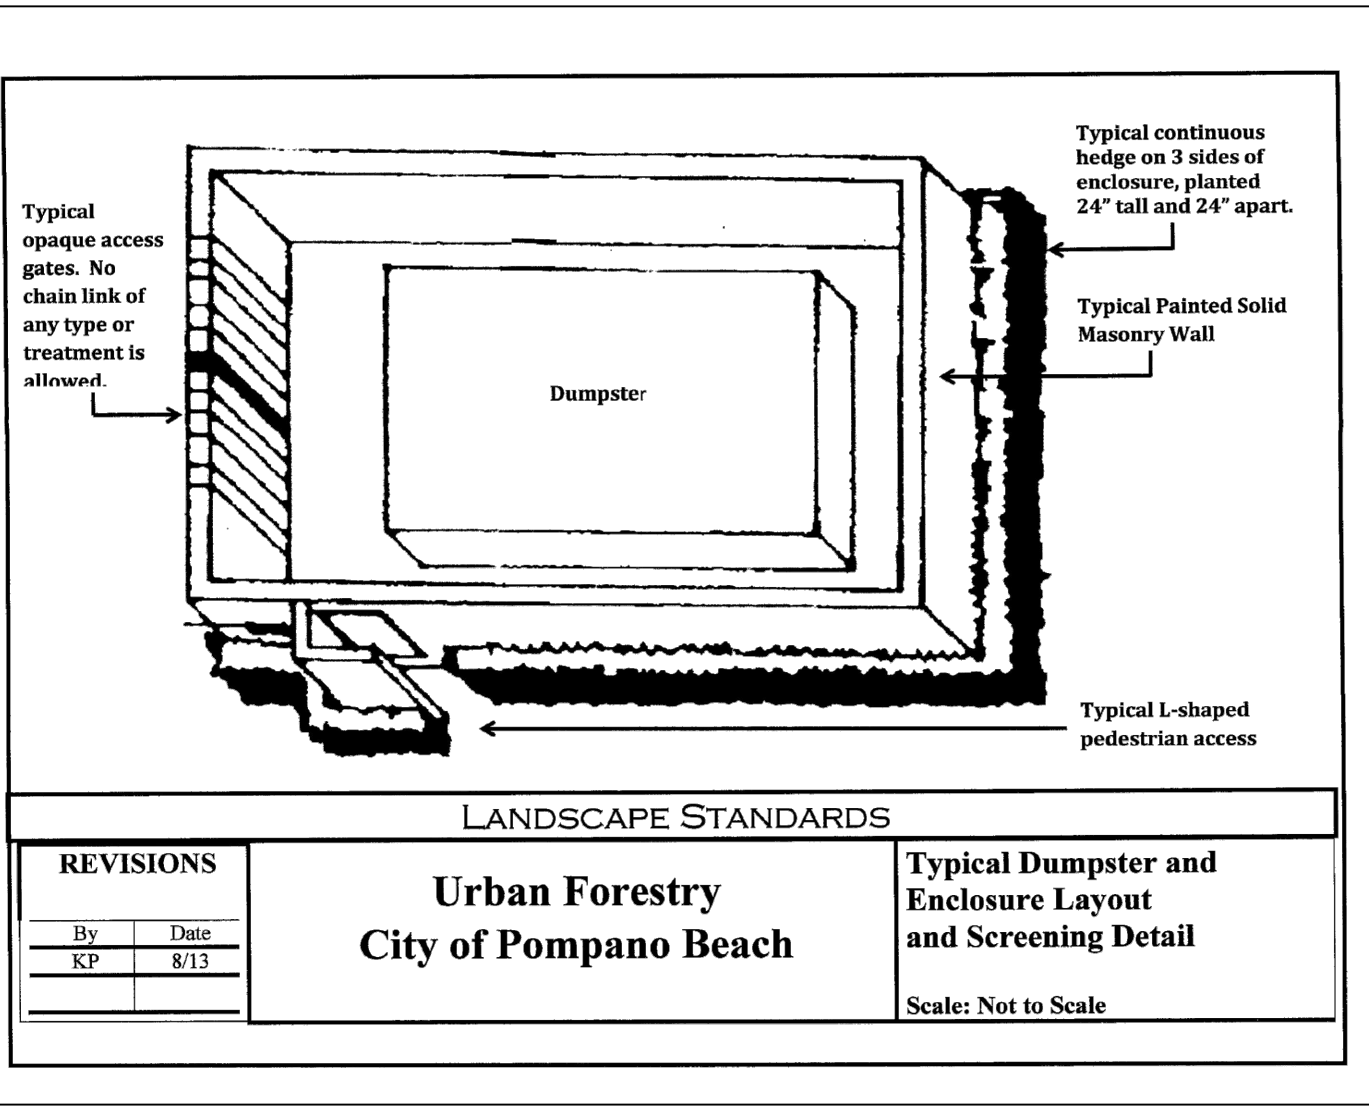 Typical continuous
hedge on 3 sides of
enclosure, planted
24” tall and 24” apart.
Typical
opaque access
gates. No
chain link of
any type or
treatment is
allowed.
Typical Painted Solid
Masonry Wall
Dumpster
Typical L-shaped
pedestrian access
LANDSCAPE STANDARDS
REVISIONS
By Date
KP 8/13
Urban Forestry
City of Pompano Beach
Typical Dumpster and
Enclosure Layout
and Screening Detail
Scale: Not to Scale